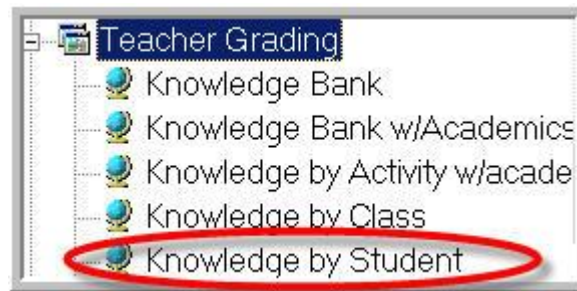 Teacher Grading
Knowledge Bank
Knowledge Bank w/Academics
Knowledge by Activity w/acade
Knowledge by Class
Knowledge by Student